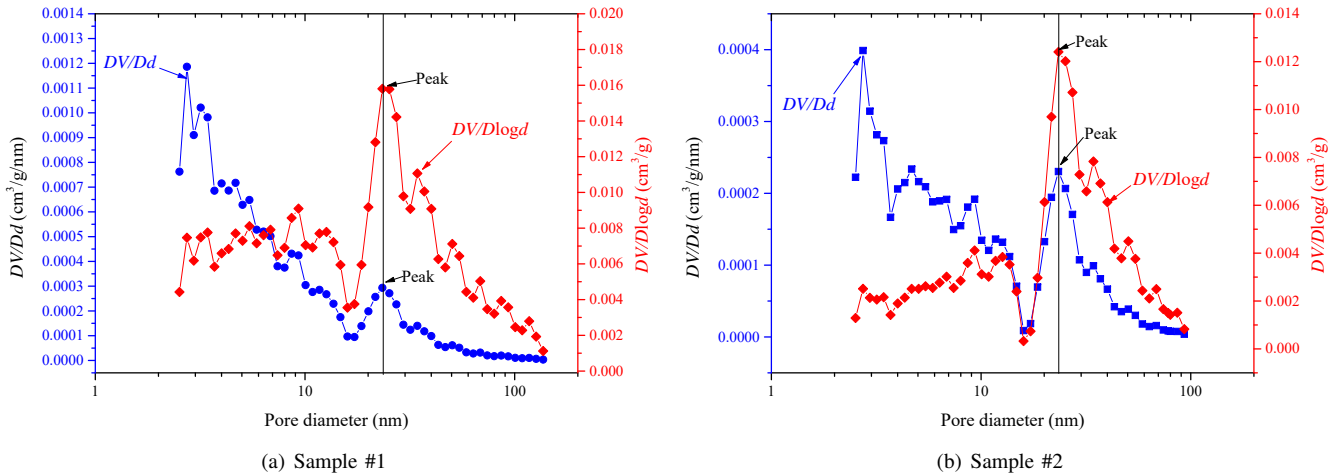 0.0014
0.0013
0.0012
0.0011
0.0010
0.0009
0.0008
0.0007
0.0006
0.0005
0.0004
0.0003
0.0002
0.0001
0.0000
DV/Dd (cm³/g/nm)
DV/Dd
Peak
DV/Dlogd
Peak
0.020
0.018
0.016
0.014
0.012
0.010
0.008
0.006
0.004
0.002
0.000
DV/Dlogd (cm³/g)
1
10
100
Pore diameter (nm)
(a) Sample #1
0.0004
0.0003
0.0002
0.0001
0.0000
DV/Dd (cm³/g/nm)
DV/Dd
Peak
Peak
DV/Dlogd
0.014
0.012
0.010
0.008
0.006
0.004
0.002
0.000
DV/Dlogd (cm³/g)
1
10
100
Pore diameter (nm)
(b) Sample #2